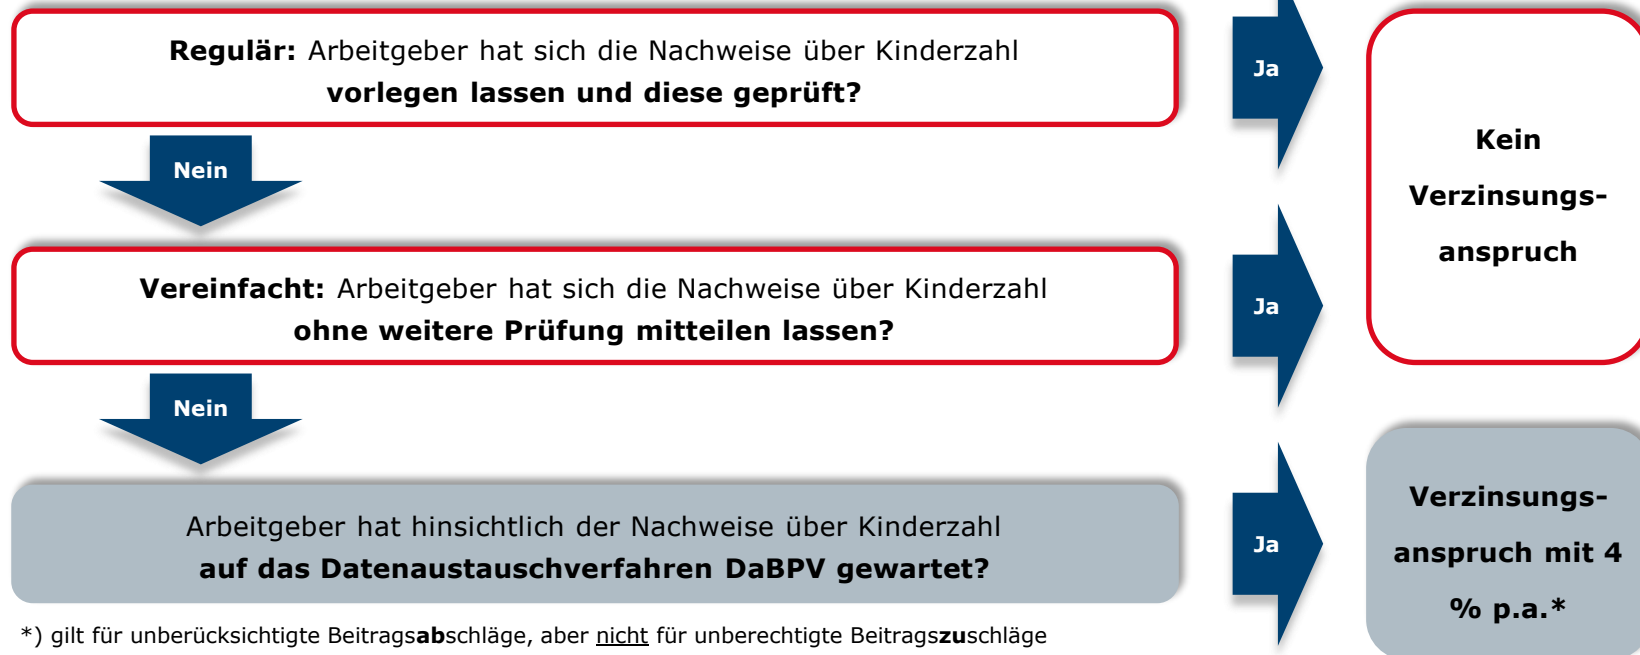 Regulär: Arbeitgeber hat sich die Nachweise über Kinderzahl
vorlegen lassen und diese geprüft?
Ja
Nein
Kein
Verzinsungs-
anspruch
Vereinfacht: Arbeitgeber hat sich die Nachweise über Kinderzahl
ohne weitere Prüfung mitteilen lassen?
Ja
Nein
Arbeitgeber hat hinsichtlich der Nachweise über Kinderzahl
auf das Datenaustauschverfahren DaBPV gewartet?
Ja
Verzinsungs-
anspruch mit 4
% p.a.*
*) gilt für unberücksichtigte Beitragsabschläge, aber nicht für unberechtigte Beitragszuschläge